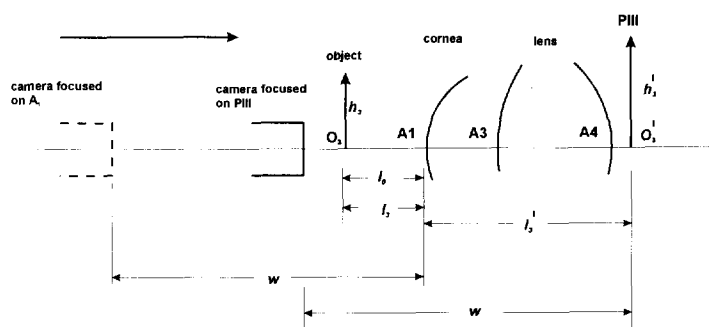 PIII
cornea
lens
object
camera focused
on A₁
camera focused
on PIII
h₃
h₃'
O₃
A1
A3
A4
O₃'
l₀
l₃
l₃'
w
w